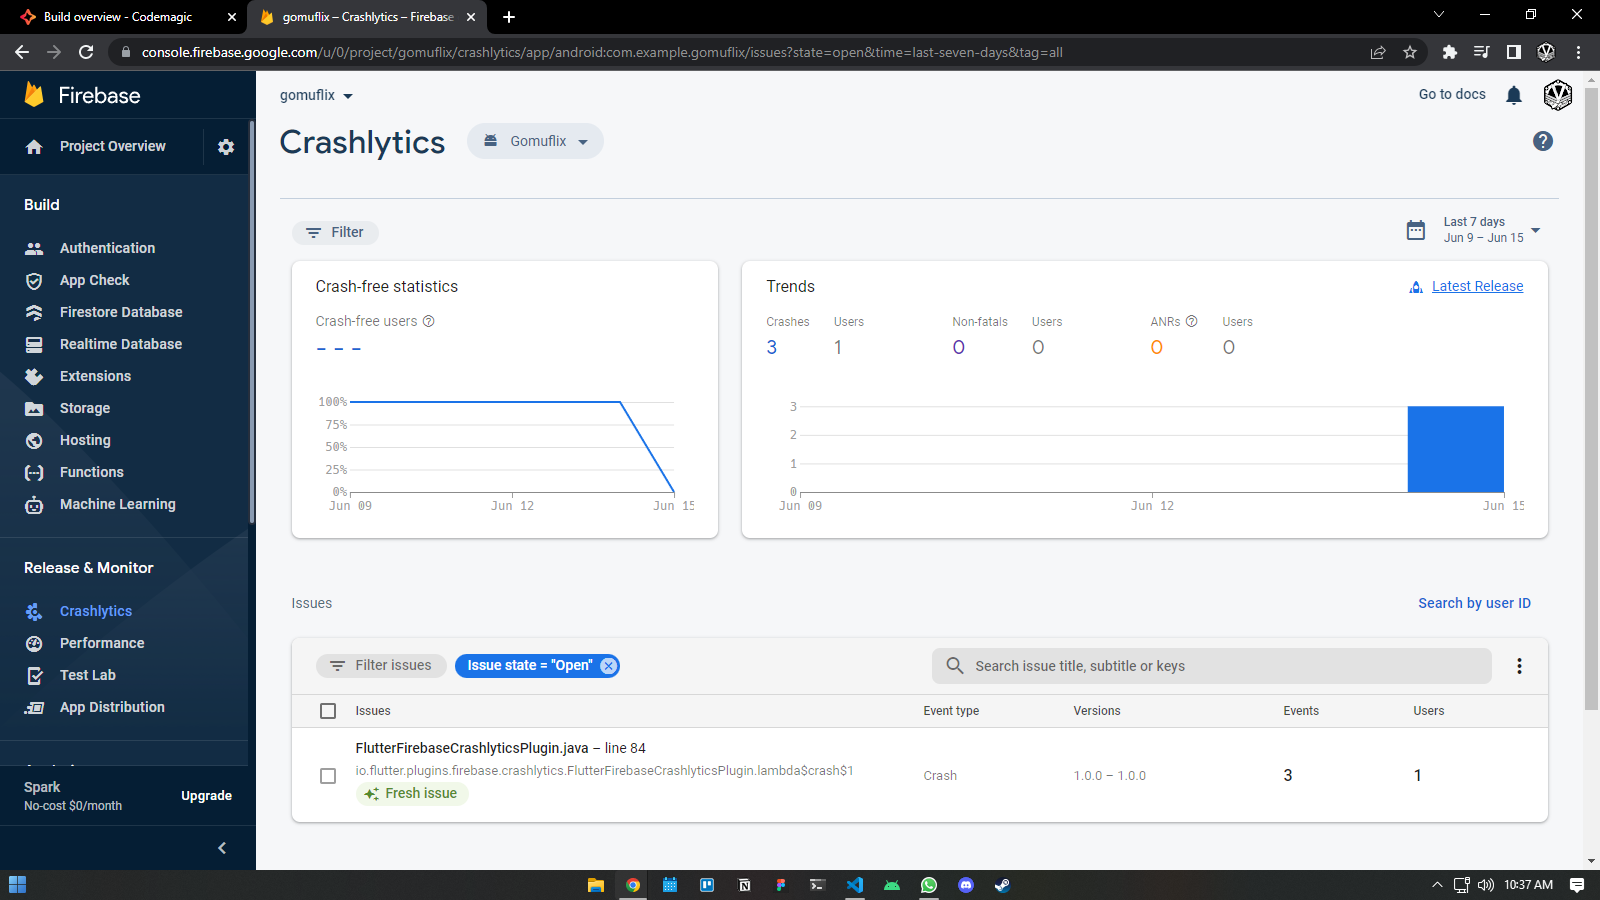 Build overview - Codemagic
gomuflix – Crashlytics – Firebase
console.firebase.google.com/u/0/project/gomuflix/crashlytics/app/android:com.example.gomuflix/issues?state=open&time=last-seven-days&tag=all
Firebase
Project Overview
Build
Authentication
App Check
Firestore Database
Realtime Database
Extensions
Storage
Hosting
Functions
Machine Learning
Release & Monitor
Crashlytics
Performance
Test Lab
App Distribution
Spark
No-cost $0/month
Upgrade
gomuflix
Go to docs
Crashlytics
Gomuflix
Filter
Last 7 days
Jun 9 – Jun 15
Crash-free statistics
Crash-free users
– – –
100%
75%
50%
25%
0%
Jun 09 Jun 12 Jun 15
Trends
Latest Release
Crashes Users Non-fatals Users ANRs Users
3 1 0 0 0 0
3
2
1
0
Jun 09 Jun 12 Jun 15
Issues
Search by user ID
Filter issues
Issue state = "Open"
Search issue title, subtitle or keys
Issues Event type Versions Events Users
FlutterFirebaseCrashlyticsPlugin.java – line 84
io.flutter.plugins.firebase.crashlytics.FlutterFirebaseCrashlyticsPlugin.lambda$crash$1
Fresh issue
Crash 1.0.0 – 1.0.0 3 1
10:37 AM